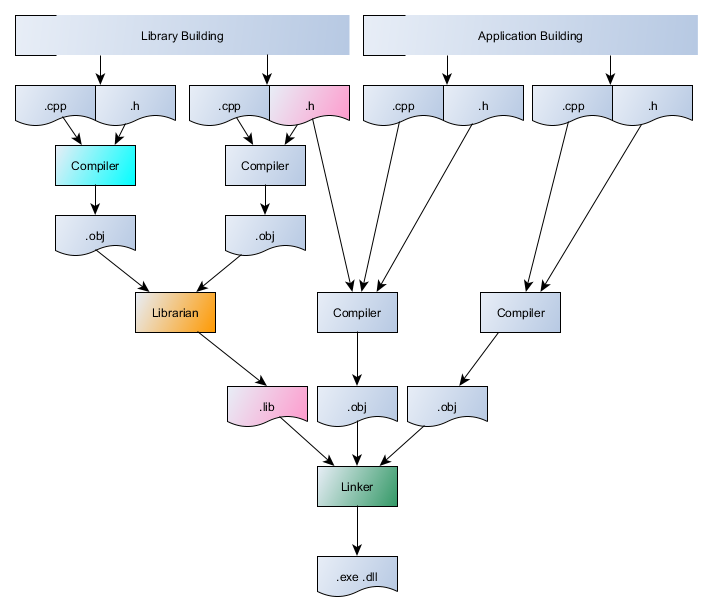 Library Building
Application Building
.cpp
.h
.cpp
.h
.cpp
.h
.cpp
.h
Compiler
Compiler
.obj
.obj
Librarian
Compiler
Compiler
.lib
.obj
.obj
Linker
.exe .dll